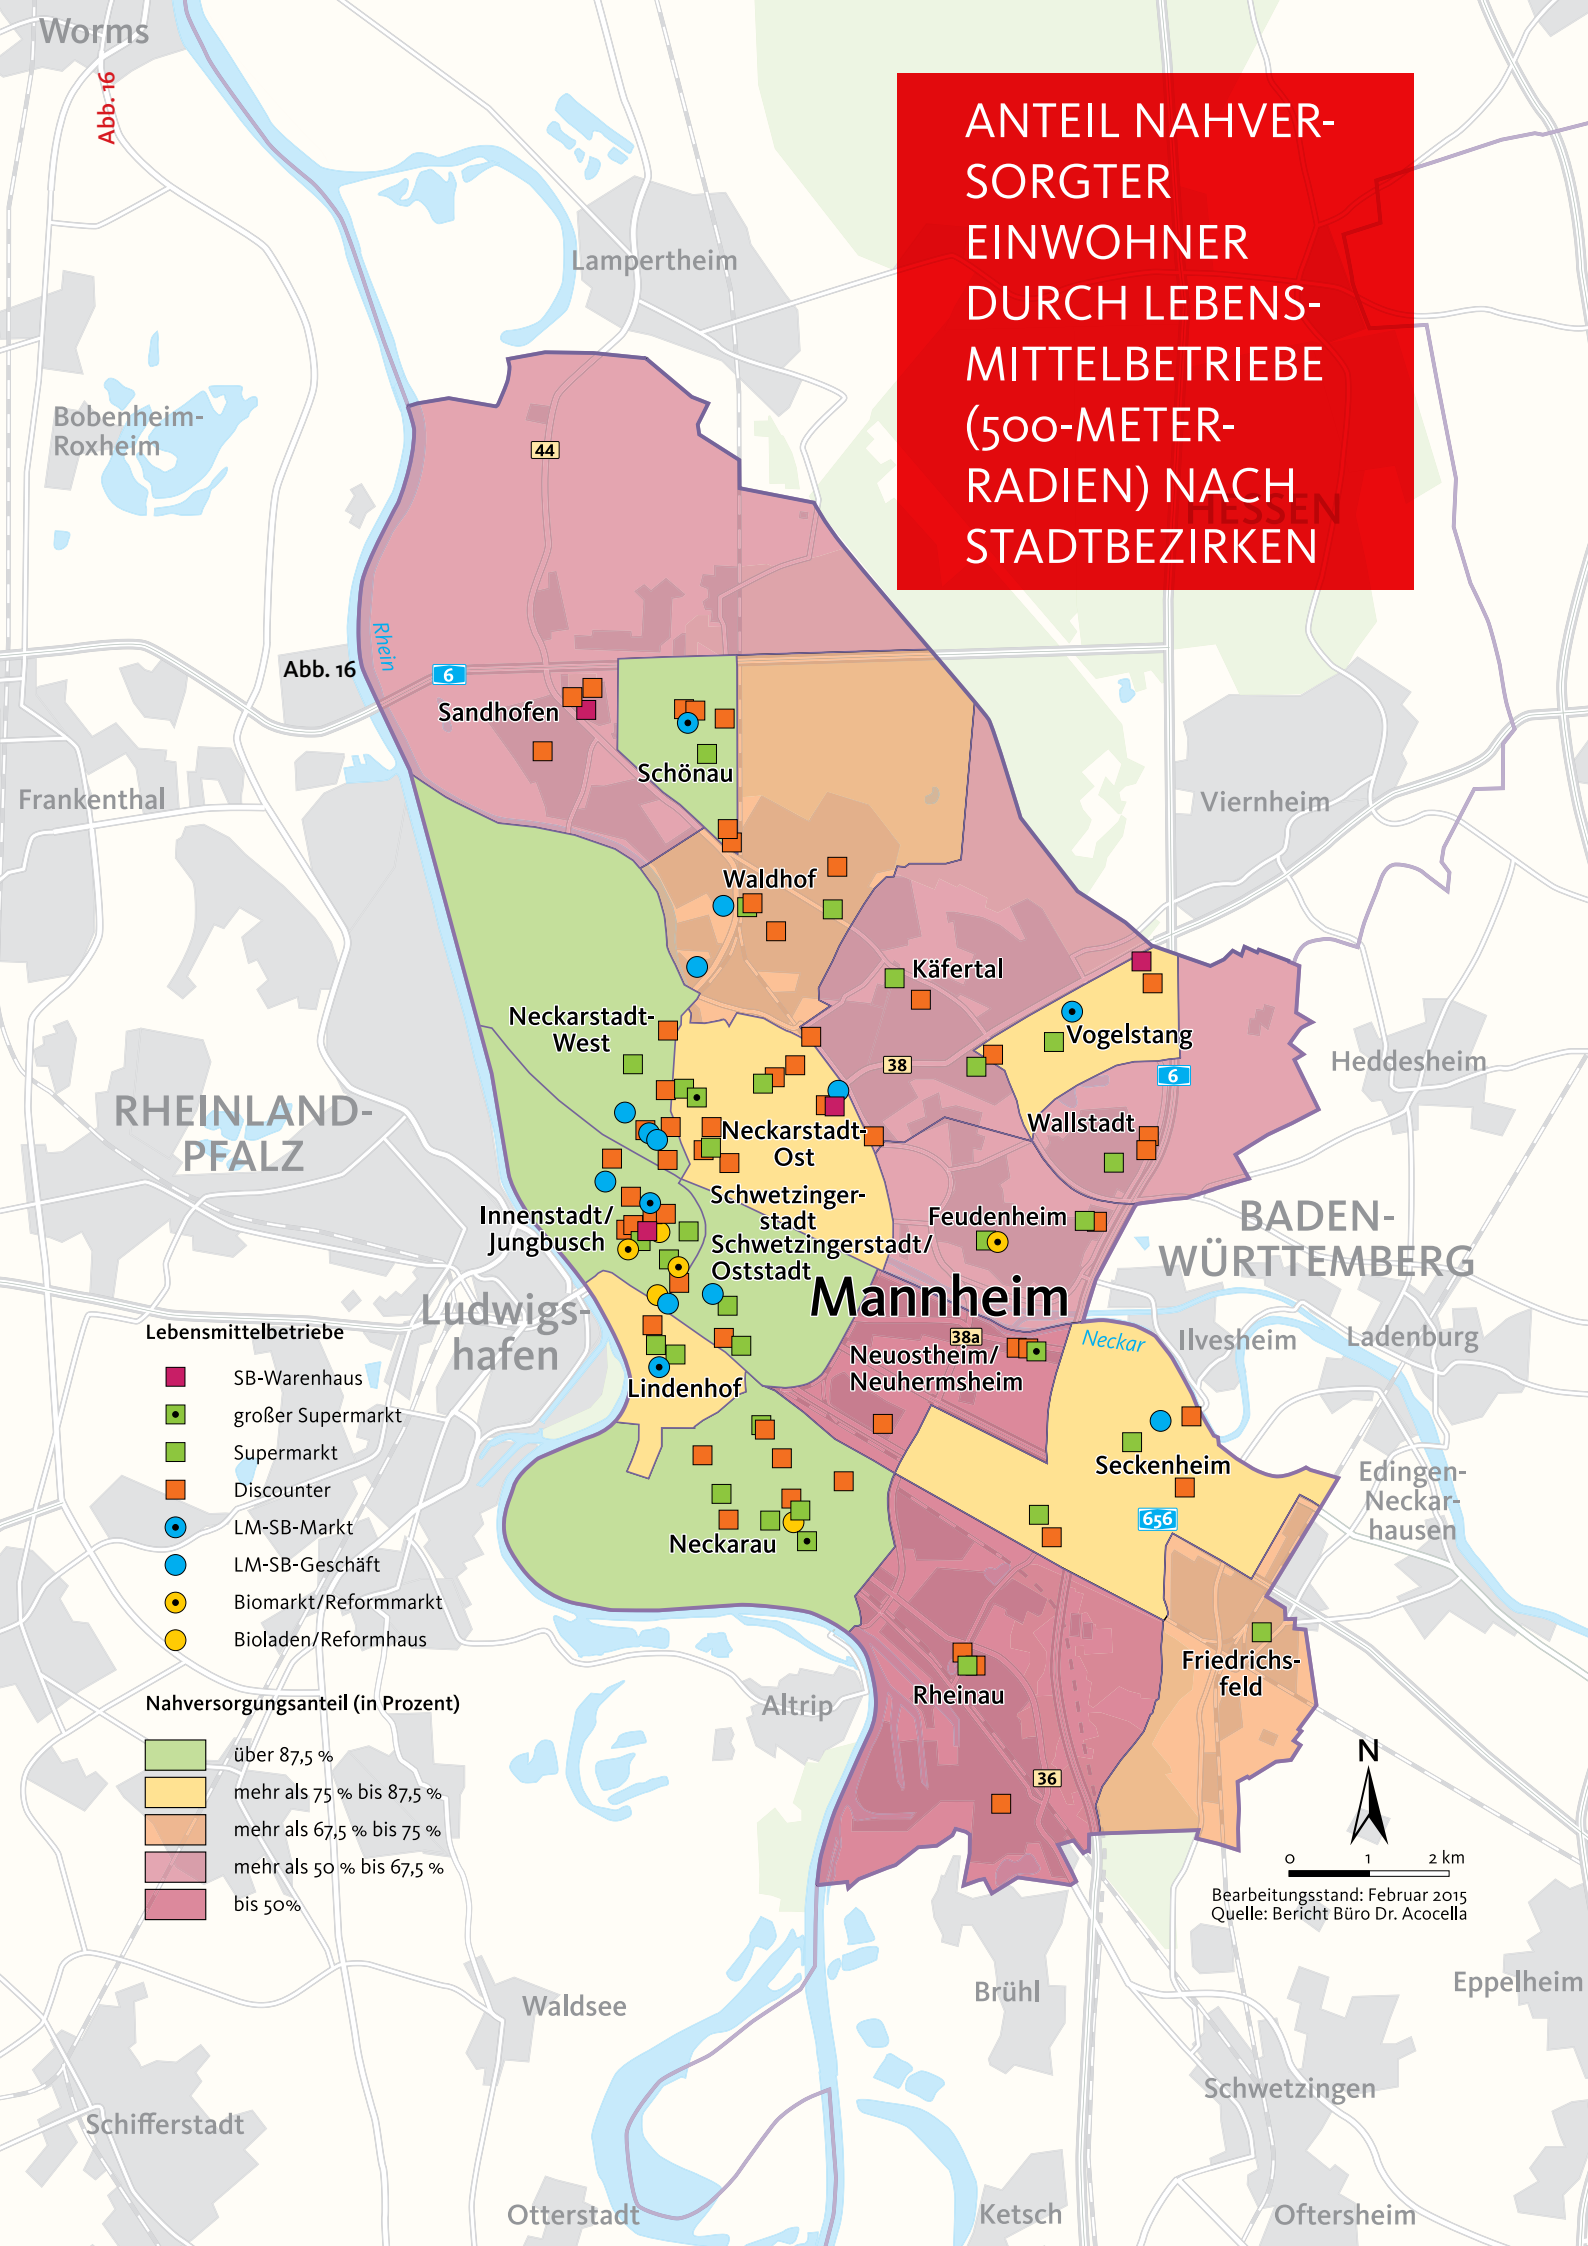 Worms
Abb. 16
ANTEIL NAHVER-
SORGTER
EINWOHNER
DURCH LEBENS-
MITTELBETRIEBE
(500-METER-
RADIEN) NACH
STADTBEZIRKEN
HESSEN
Lampertheim
Bobenheim-
Roxheim
44
Rhein
Abb. 16
6
Sandhofen
Schönau
Frankenthal
Viernheim
Waldhof
Käfertal
Neckarstadt-
West
Vogelstang
38
6
Heddesheim
RHEINLAND-
PFALZ
Wallstadt
Neckarstadt-
Ost
Schwetzinger-
stadt
Innenstadt/
Jungbusch
Feudenheim
Schwetzingerstadt/
Oststadt
BADEN-
WÜRTTEMBERG
Mannheim
Ludwigs-
hafen
38a
Neckar
Ilvesheim
Ladenburg
Neuostheim/
Neuhermsheim
Lindenhof
Seckenheim
Edingen-
Neckar-
hausen
656
Neckarau
Friedrichs-
feld
Rheinau
Altrip
36
Lebensmittelbetriebe
SB-Warenhaus
großer Supermarkt
Supermarkt
Discounter
LM-SB-Markt
LM-SB-Geschäft
Biomarkt/Reformmarkt
Bioladen/Reformhaus
Nahversorgungsanteil (in Prozent)
über 87,5 %
mehr als 75 % bis 87,5 %
mehr als 67,5 % bis 75 %
mehr als 50 % bis 67,5 %
bis 50%
N
0 1 2 km
Bearbeitungsstand: Februar 2015
Quelle: Bericht Büro Dr. Acocella
Waldsee
Brühl
Eppelheim
Schwetzingen
Schifferstadt
Otterstadt
Ketsch
Oftersheim